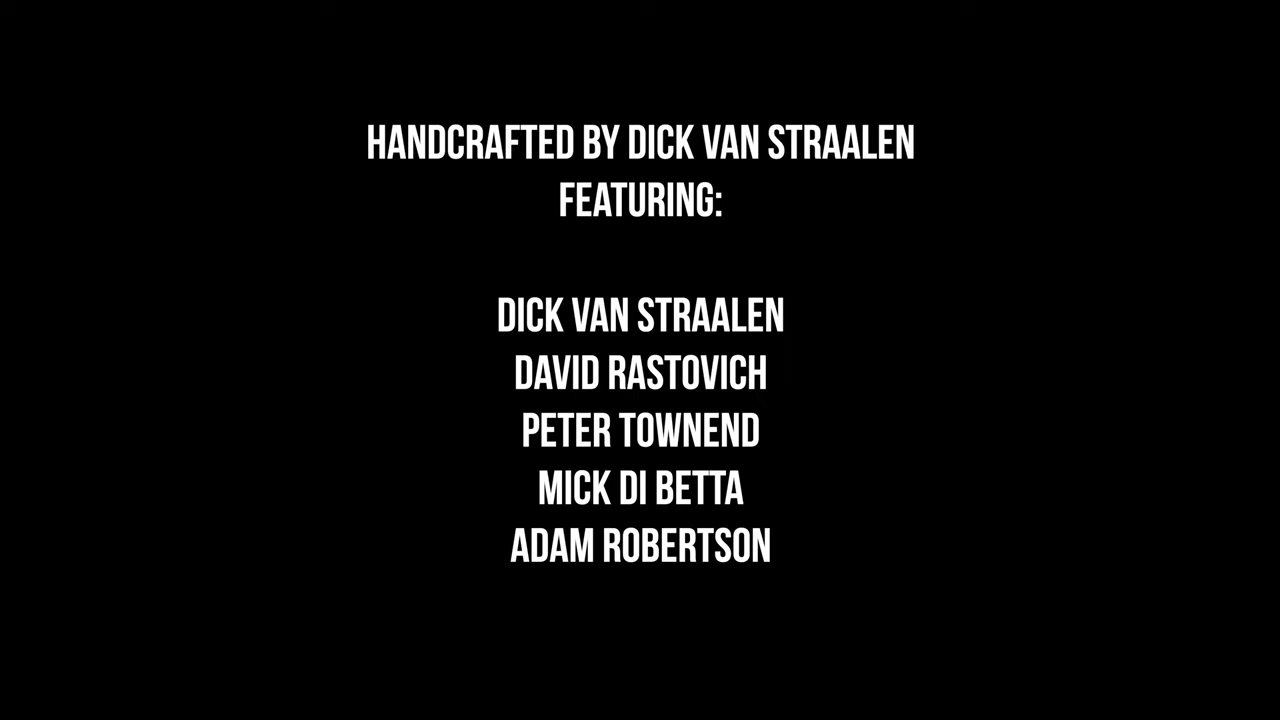 HANDCRAFTED BY DICK VAN STRAALEN
FEATURING:
DICK VAN STRAALEN
DAVID RASTOVICH
PETER TOWNEND
MICK DI BETTA
ADAM ROBERTSON